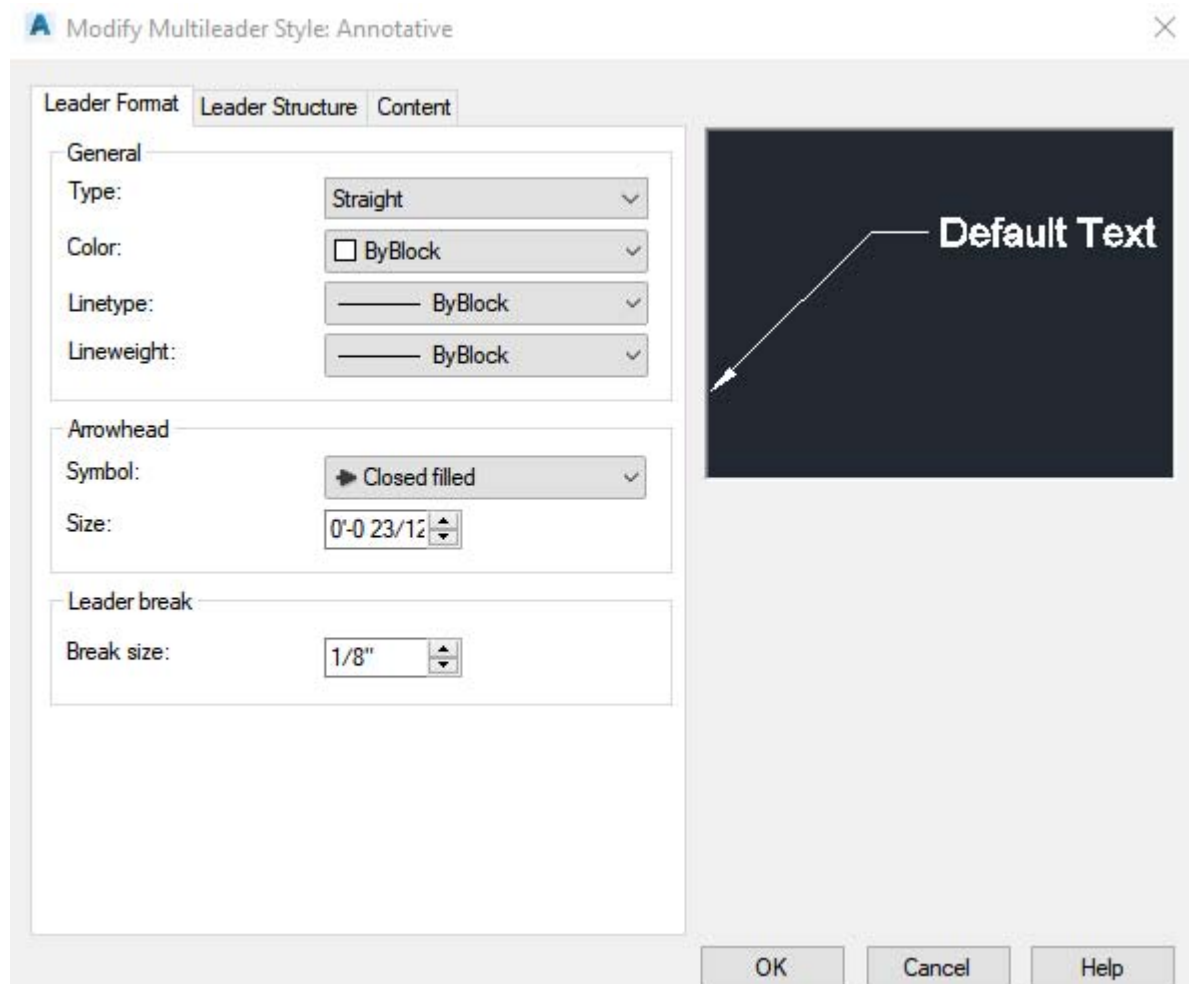 Modify Multileader Style: Annotative
Leader Format Leader Structure Content
General
Type: Straight
Color: ByBlock
Linetype: ByBlock
Lineweight: ByBlock
Default Text
Arrowhead
Symbol: Closed filled
Size: 0'-0 23/12
Leader break
Break size: 1/8"
OK Cancel Help